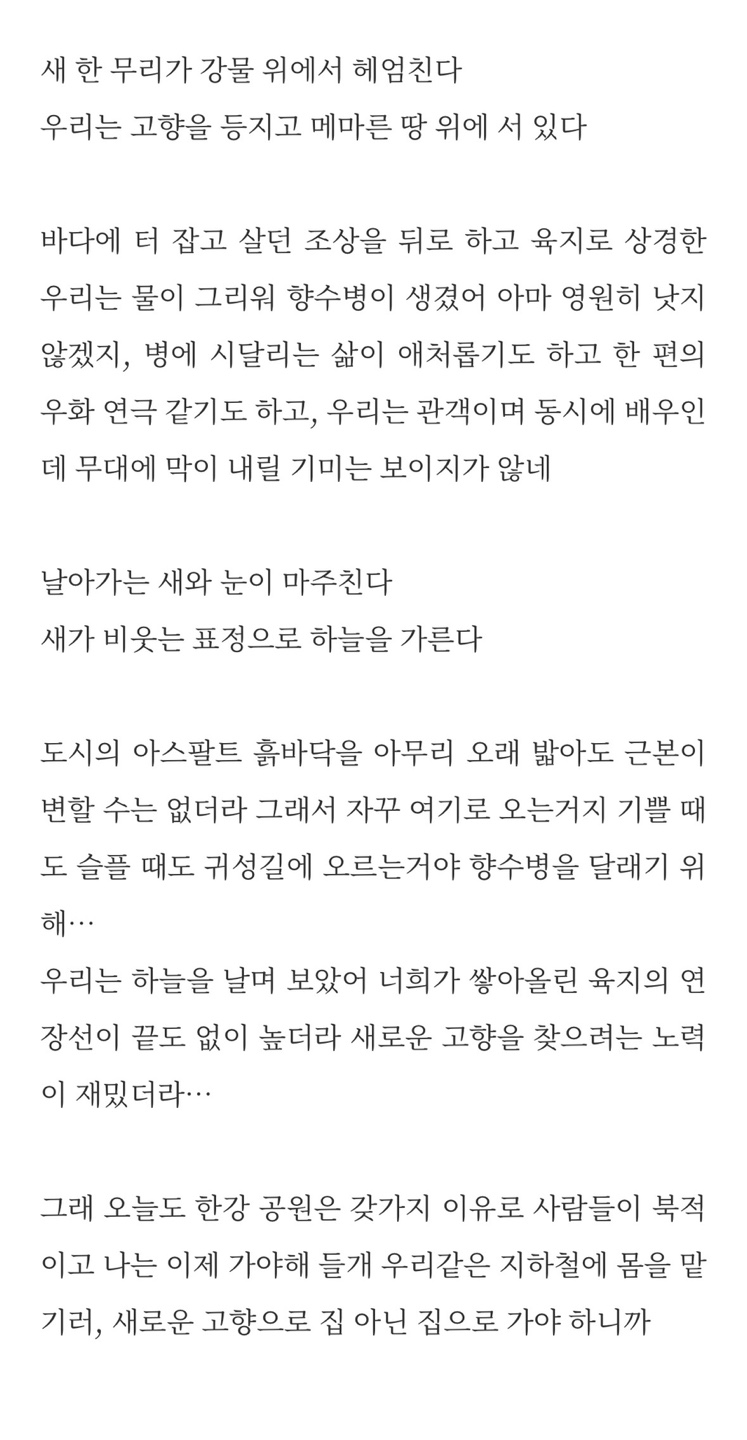 새 한 무리가 강물 위에서 헤엄친다
우리는 고향을 등지고 메마른 땅 위에 서 있다
바다에 터 잡고 살던 조상을 뒤로 하고 육지로 상경한
우리는 물이 그리워 향수병이 생겼어 아마 영원히 낫지
않겠지, 병에 시달리는 삶이 애처롭기도 하고 한 편의
우화 연극 같기도 하고, 우리는 관객이며 동시에 배우인
데 무대에 막이 내릴 기미는 보이지가 않네
날아가는 새와 눈이 마주친다
새가 비웃는 표정으로 하늘을 가른다
도시의 아스팔트 흙바닥을 아무리 오래 밟아도 근본이
변할 수는 없더라 그래서 자꾸 여기로 오는거지 기쁠 때
도 슬플 때도 귀성길에 오르는거야 향수병을 달래기 위
해…
우리는 하늘을 날며 보았어 너희가 쌓아올린 육지의 연
장선이 끝도 없이 높더라 새로운 고향을 찾으려는 노력
이 재밌더라…
그래 오늘도 한강 공원은 갖가지 이유로 사람들이 북적
이고 나는 이제 가야해 들개 우리같은 지하철에 몸을 맡
기러, 새로운 고향으로 집 아닌 집으로 가야 하니까